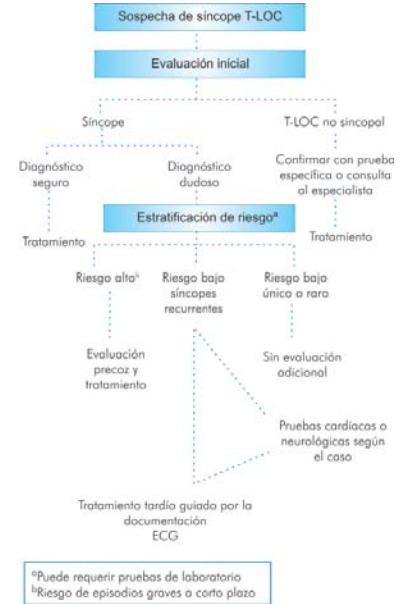 Sospecha de síncope T-LOC
Evaluación inicial
Síncope
T-LOC no sincopal
Diagnóstico
seguro
Diagnóstico
dudoso
Confirmar con prueba
específica o consulta
al especialista
Estratificación de riesgoª
Tratamiento
Tratamiento
Riesgo altoᵇ
Riesgo bajo
síncopes
recurrentes
Riesgo bajo
único o raro
Evaluación
precoz y
tratamiento
Sin evaluación
adicional
Pruebas cardíacas o
neurológicas según
el caso
Tratamiento tardío guiado por la
documentación
ECG
ªPuede requerir pruebas de laboratorio
ᵇRiesgo de episodios graves a corto plazo